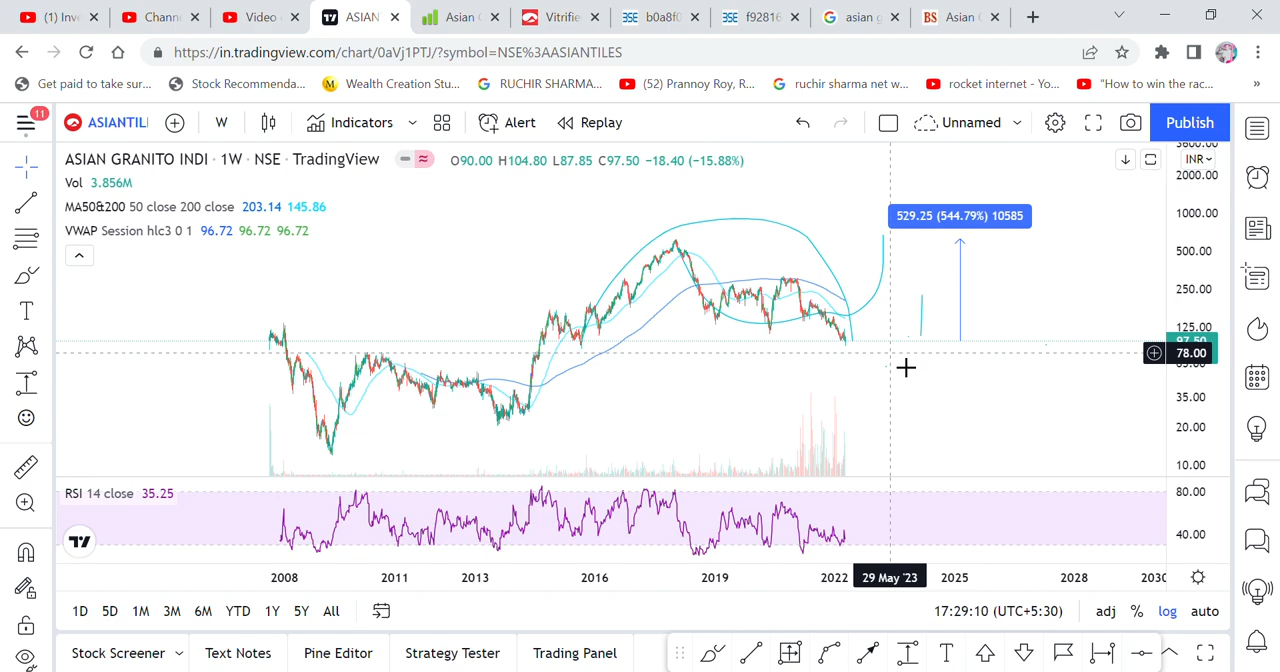 (1) Inve
Chann
Video
ASIAN
Asian
Vitrifie
b0a8f0
f92816
asian g
Asian
https://in.tradingview.com/chart/0aVj1PTJ/?symbol=NSE%3AASIANTILES
Get paid to take sur...
Stock Recommenda...
Wealth Creation Stu...
RUCHIR SHARMA...
(52) Prannoy Roy, R...
ruchir sharma net w...
rocket internet - Yo...
"How to win the rac...
»
11
ASIANTIL
W
Indicators
Alert
Replay
Unnamed
Publish
ASIAN GRANITO INDI · 1W · NSE · TradingView
O90.00 H104.80 L87.85 C97.50 −18.40 (−15.88%)
INR
Vol 3.856M
MA50&200 50 close 200 close 203.14 145.86
VWAP Session hlc3 0 1 96.72 96.72 96.72
529.25 (544.79%) 10585
2000.00
1000.00
500.00
250.00
125.00
97.50
78.00
35.00
20.00
10.00
RSI 14 close 35.25
80.00
40.00
2008
2011
2013
2016
2019
2022
29 May '23
2025
2028
2030
1D 5D 1M 3M 6M YTD 1Y 5Y All
17:29:10 (UTC+5:30)
adj % log auto
Stock Screener
Text Notes
Pine Editor
Strategy Tester
Trading Panel